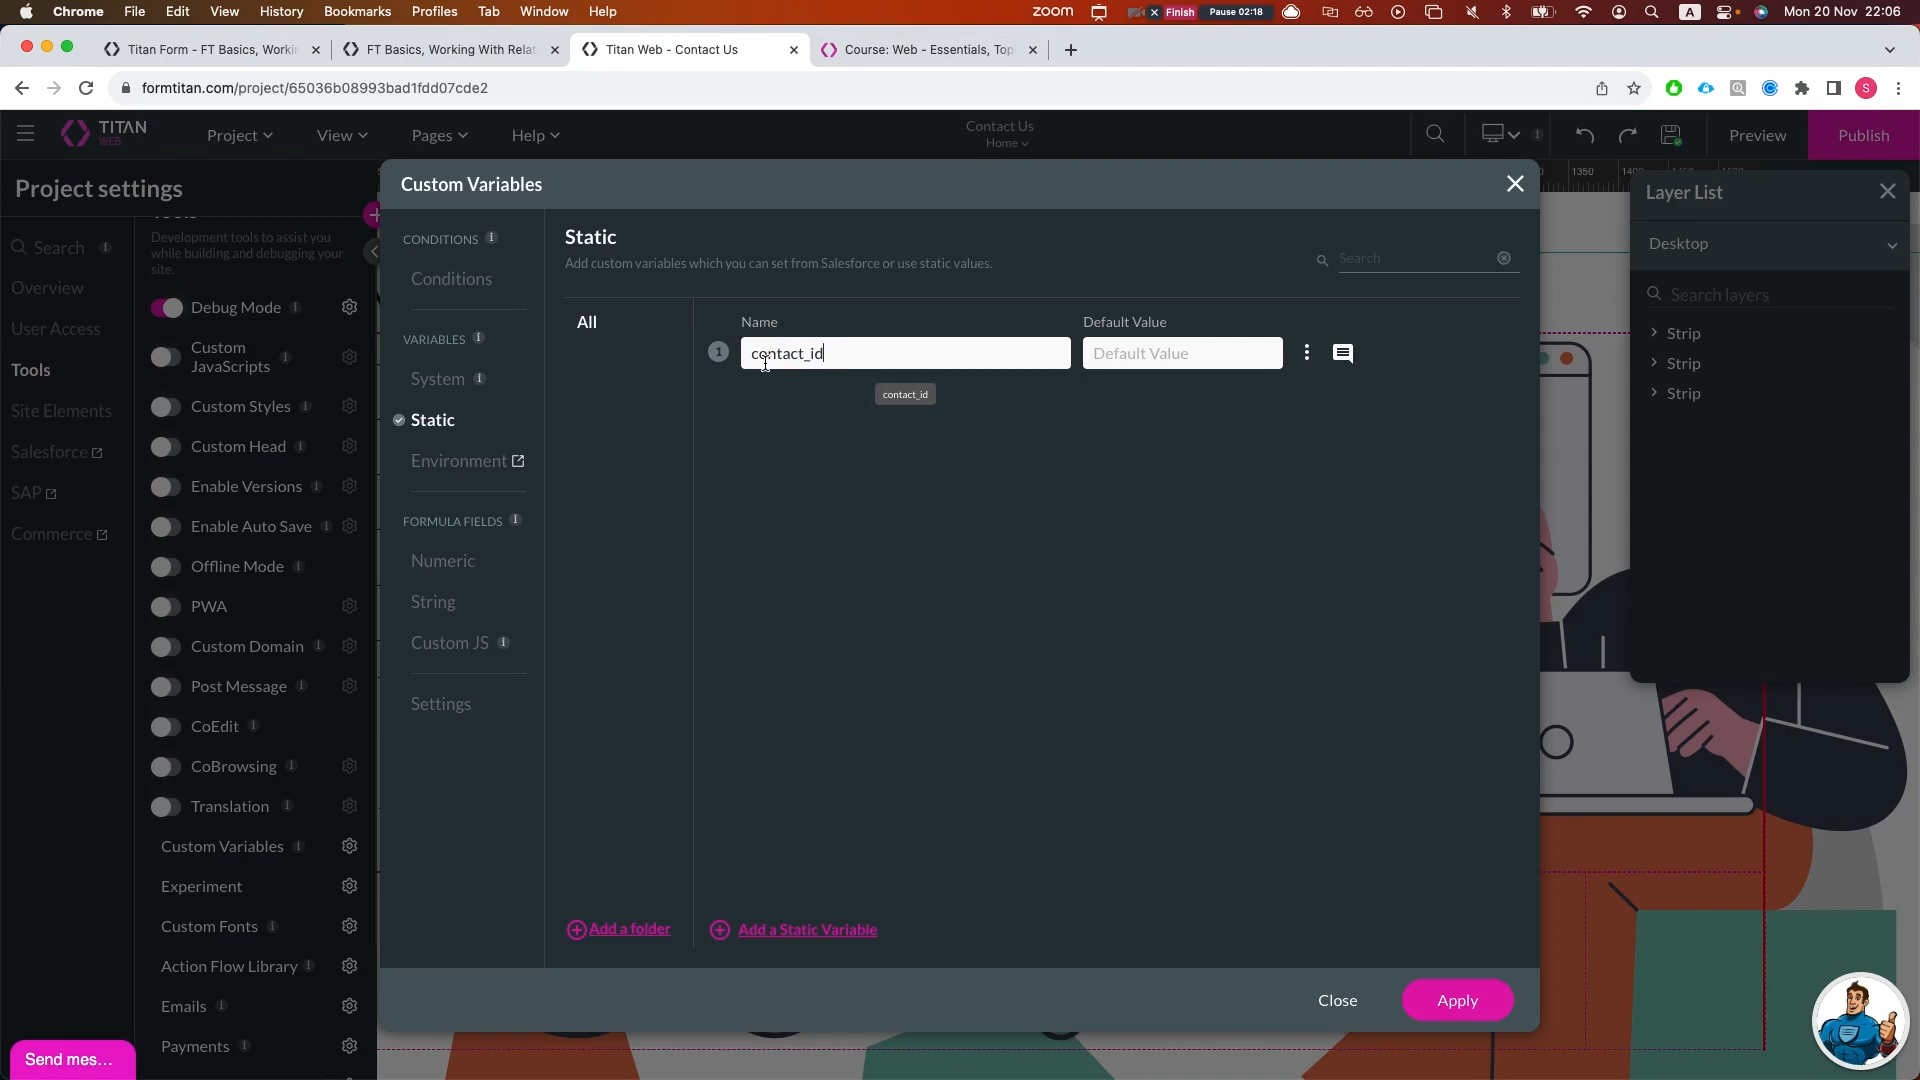 Chrome File Edit View History Bookmarks Profiles Tab Window Help
zoom Finish Pause 02:18 A Mon 20 Nov 22:06
Titan Form - FT Basics, Workin
FT Basics, Working With Relat
Titan Web - Contact Us
Course: Web - Essentials, Top
formtitan.com/project/65036b08993bad1fdd07cde2
S
TITAN
WEB
Project View Pages Help
Contact Us
Home
Preview
Publish
Project settings
Search
Overview
User Access
Tools
Site Elements
Salesforce
SAP
Commerce
Send mes...
Tools
Development tools to assist you
while building and debugging your
site.
Debug Mode
Custom
JavaScripts
Custom Styles
Custom Head
Enable Versions
Enable Auto Save
Offline Mode
PWA
Custom Domain
Post Message
CoEdit
CoBrowsing
Translation
Custom Variables
Experiment
Custom Fonts
Action Flow Library
Emails
Payments
Custom Variables
CONDITIONS
Conditions
VARIABLES
System
Static
Environment
FORMULA FIELDS
Numeric
String
Custom JS
Settings
Static
Add custom variables which you can set from Salesforce or use static values.
Search
All
Name
Default Value
1
contact_id
Default Value
contact_id
Add a folder
Add a Static Variable
Close
Apply
1350
Layer List
Desktop
Search layers
Strip
Strip
Strip